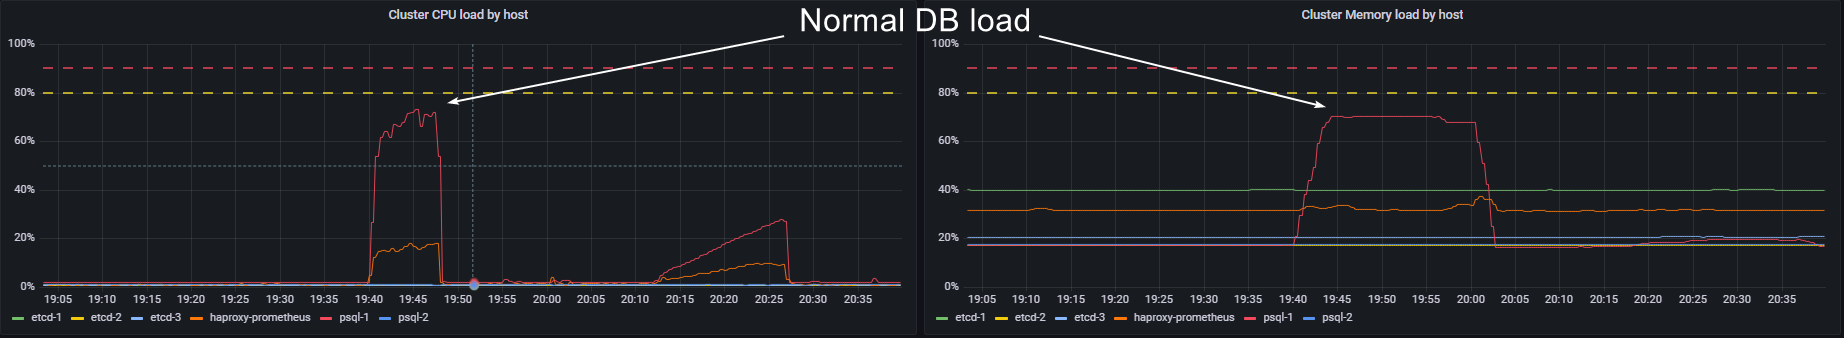 Normal DB load
Cluster CPU load by host
100%
80%
60%
40%
20%
0%
19:05 19:10 19:15 19:20 19:25 19:30 19:35 19:40 19:45 19:50 19:55 20:00 20:05 20:10 20:15 20:20 20:25 20:30 20:35
etcd-1 etcd-2 etcd-3 haproxy-prometheus psql-1 psql-2
Cluster Memory load by host
100%
80%
60%
40%
20%
0%
19:05 19:10 19:15 19:20 19:25 19:30 19:35 19:40 19:45 19:50 19:55 20:00 20:05 20:10 20:15 20:20 20:25 20:30 20:35
etcd-1 etcd-2 etcd-3 haproxy-prometheus psql-1 psql-2